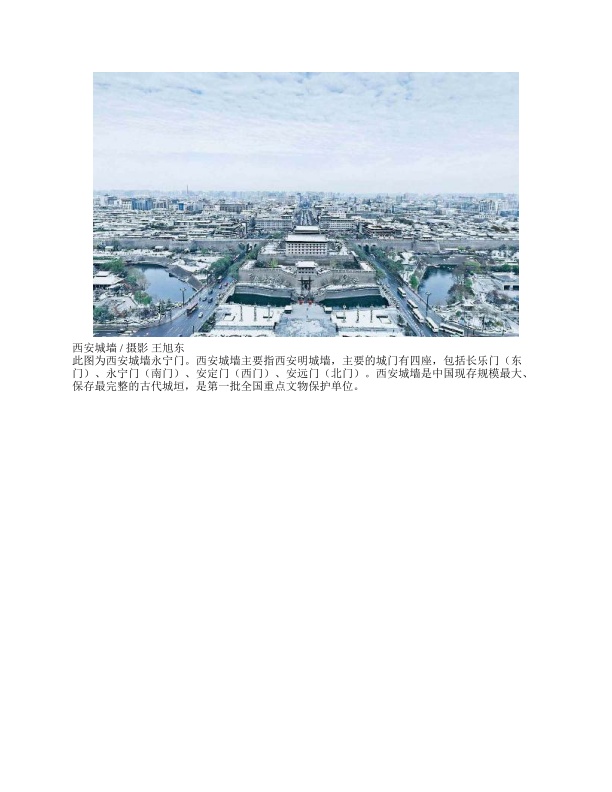 西安城墙 / 摄影 王旭东
此图为西安城墙永宁门。西安城墙主要指西安明城墙，主要的城门有四座，包括长乐门（东
门）、永宁门（南门）、安定门（西门）、安远门（北门）。西安城墙是中国现存规模最大、
保存最完整的古代城垣，是第一批全国重点文物保护单位。